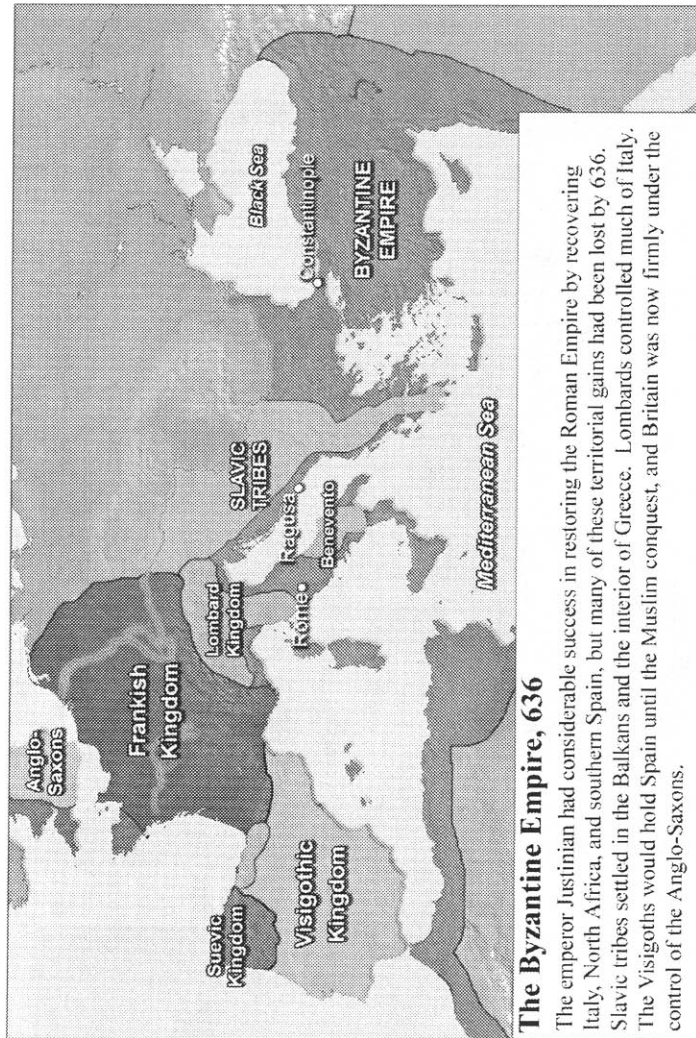 Anglo-
Saxons
Frankish
Kingdom
Suevic
Kingdom
Visigothic
Kingdom
Lombard
Kingdom
SLAVIC
TRIBES
Ragusa
Rome
Benevento
Black Sea
Constantinople
BYZANTINE
EMPIRE
Mediterranean Sea
The Byzantine Empire, 636
The emperor Justinian had considerable success in restoring the Roman Empire by recovering
Italy, North Africa, and southern Spain, but many of these territorial gains had been lost by 636.
Slavic tribes settled in the Balkans and the interior of Greece. Lombards controlled much of Italy.
The Visigoths would hold Spain until the Muslim conquest, and Britain was now firmly under the
control of the Anglo-Saxons.